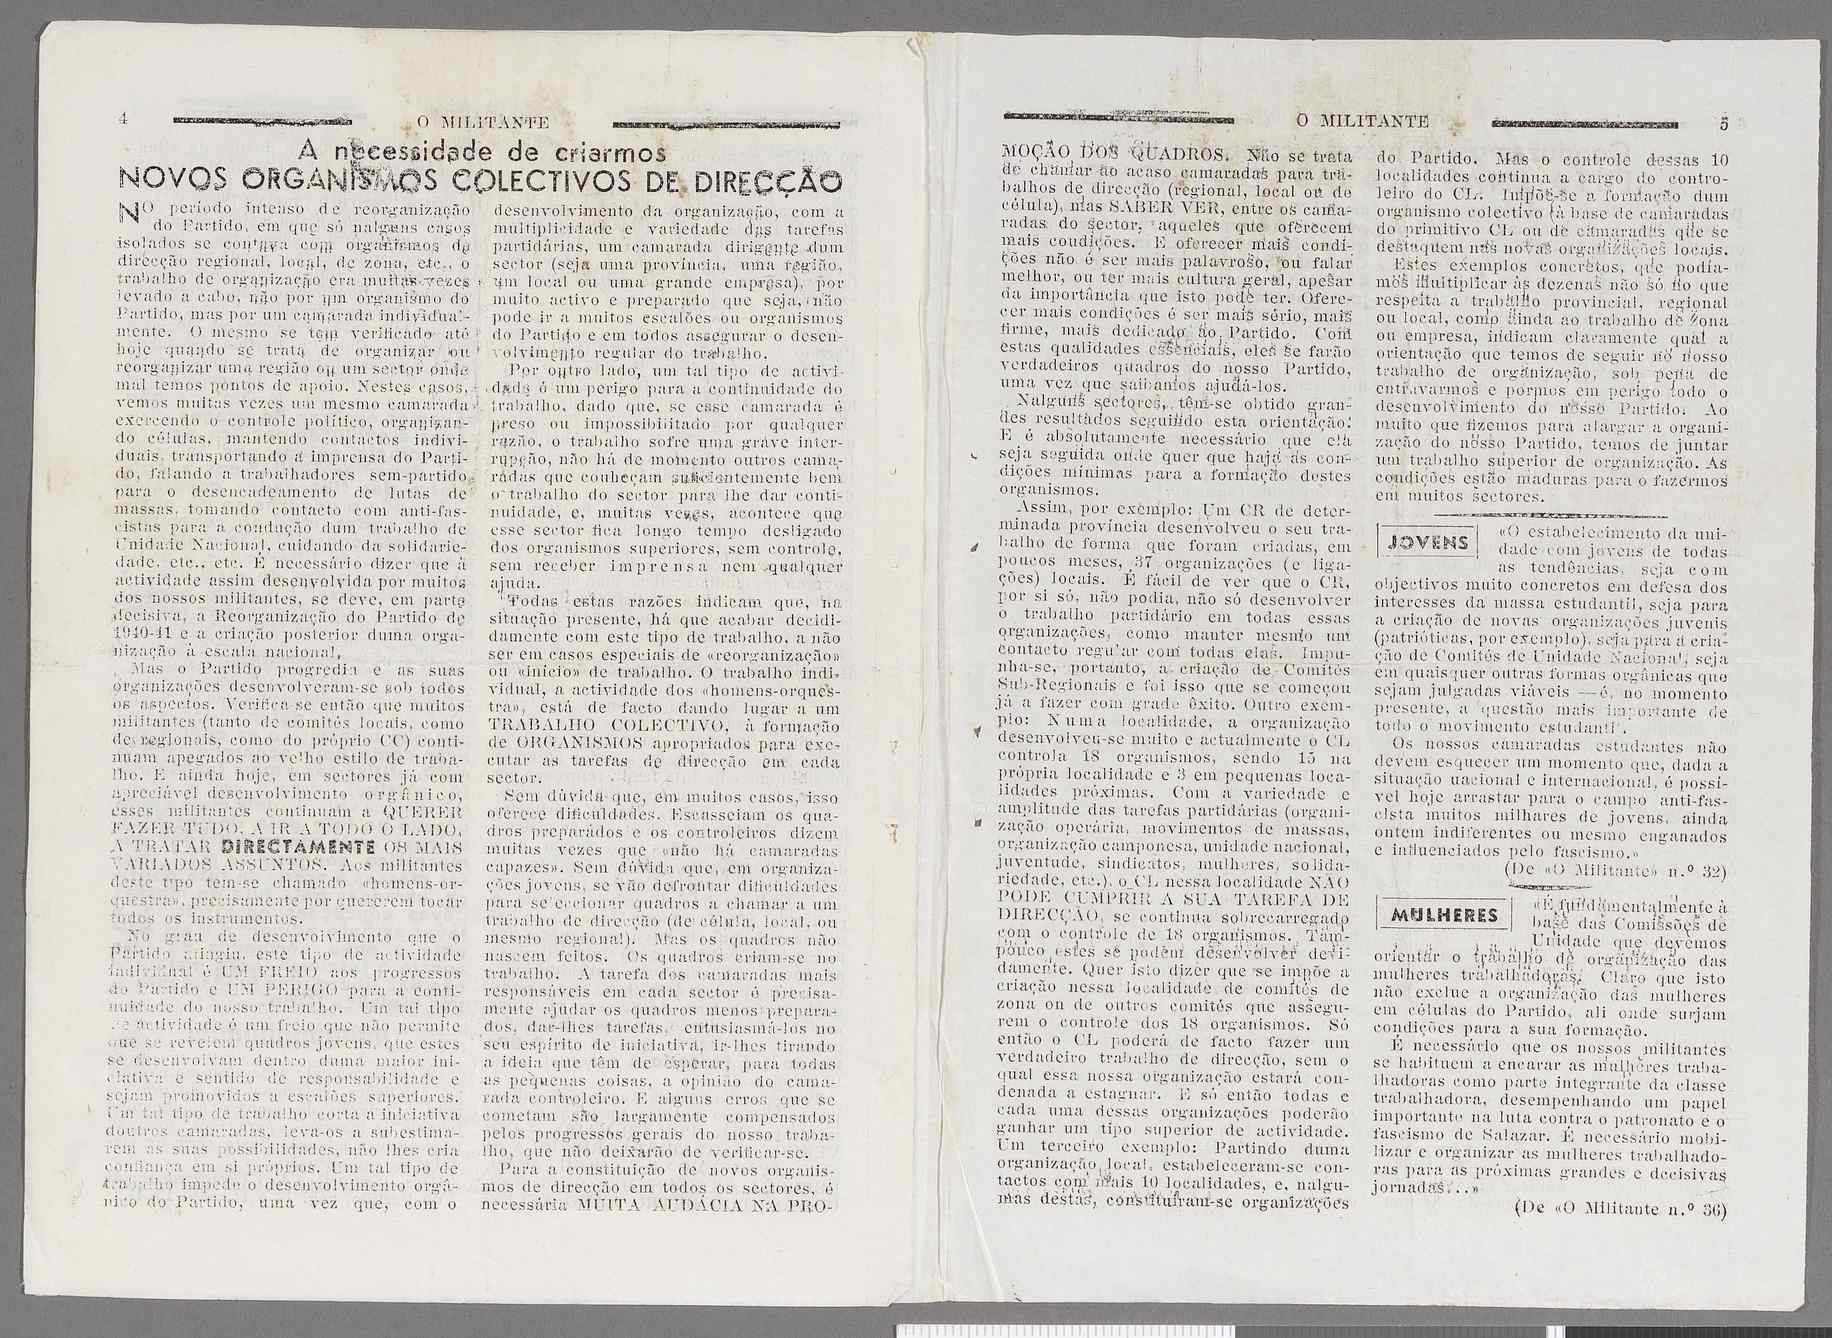 4
O MILITANTE
A necessidade de criarmos
NOVOS ORGANISMOS COLECTIVOS DE DIRECÇÃO
NO período intenso de reorganização
do Partido, em que só nalguns casos
isolados se contava com organismos de
direcção regional, local, de zona, etc., o
trabalho de organização era muitas vezes
levado a cabo, não por um organismo do
Partido, mas por um camarada individual-
mente. O mesmo se tem verificado até
hoje quando se trata de organizar ou
reorganizar uma região ou um sector onde
mal temos pontos de apoio. Nestes casos,
vemos muitas vezes um mesmo camarada
exercendo o controle político, organizan-
do células, mantendo contactos indivi-
duais, transportando a imprensa do Parti-
do, falando a trabalhadores sem-partido
para o desencadeamento de lutas de
massas, tomando contacto com anti-fas-
cistas para a condução dum trabalho de
Unidade Nacional, cuidando da solidarie-
dade, etc., etc. É necessário dizer que à
actividade assim desenvolvida por muitos
dos nossos militantes, se deve, em parte
decisiva, a Reorganização do Partido de
1940-41 e a criação posterior duma orga-
nização à escala nacional.
Mas o Partido progredia e as suas
organizações desenvolveram-se sob todos
os aspectos. Verifica-se então que muitos
militantes (tanto de comités locais, como
de regionais, como do próprio CC) conti-
nuam apegados ao velho estilo de traba-
lho. E ainda hoje, em sectores já com
apreciável desenvolvimento orgânico,
esses militantes continuam a QUERER
FAZER TUDO, A IR A TODO O LADO,
A TRATAR DIRECTAMENTE OS MAIS
VARIADOS ASSUNTOS. Aos militantes
deste tipo tem-se chamado «homens-or-
questra», precisamente por quererem tocar
todos os instrumentos.
No grau de desenvolvimento que o
Partido atingiu, este tipo de actividade
individual é UM FREIO aos progressos
do Partido e UM PERIGO para a conti-
nuidade do nosso trabalho. Um tal tipo
de actividade é um freio que não permite
que se revelem quadros jovens, que estes
se desenvolvam dentro duma maior ini-
ciativa e sentido de responsabilidade e
sejam promovidos a escalões superiores.
Um tal tipo de trabalho corta a iniciativa
doutros camaradas, leva-os a subestima-
rem as suas possibilidades, não lhes cria
confiança em si próprios. Um tal tipo de
trabalho impede o desenvolvimento orgâ-
nico do Partido, uma vez que, com o
desenvolvimento da organização, com a
multiplicidade e variedade das tarefas
partidárias, um camarada dirigente dum
sector (seja uma província, uma região,
um local ou uma grande empresa), por
muito activo e preparado que seja, não
pode ir a muitos escalões ou organismos
do Partido e em todos assegurar o desen-
volvimento regular do trabalho.
Por outro lado, um tal tipo de activi-
dade é um perigo para a continuidade do
trabalho, dado que, se esse camarada é
preso ou impossibilitado por qualquer
razão, o trabalho sofre uma grave inter-
rupção, não há de momento outros cama-
radas que conheçam suficientemente bem
o trabalho do sector para lhe dar conti-
nuidade, e, muitas vezes, acontece que
esse sector fica longo tempo desligado
dos organismos superiores, sem controle,
sem receber imprensa nem qualquer
ajuda.
Todas estas razões indicam que, na
situação presente, há que acabar decidi-
damente com este tipo de trabalho, a não
ser em casos especiais de «reorganização»
ou «início» de trabalho. O trabalho indi-
vidual, a actividade dos «homens-orques-
tra», está de facto dando lugar a um
TRABALHO COLECTIVO, à formação
de ORGANISMOS apropriados para exe-
cutar as tarefas de direcção em cada
sector.
Sem dúvida que, em muitos casos, isso
oferece dificuldades. Escasseiam os qua-
dros preparados e os controleiros dizem
muitas vezes que «não há camaradas
capazes». Sem dúvida que, em organiza-
ções jovens, se vão defrontar dificuldades
para seleccionar quadros a chamar a um
trabalho de direcção (de célula, local, ou
mesmo regional). Mas os quadros não
nascem feitos. Os quadros criam-se no
trabalho. A tarefa dos camaradas mais
responsáveis em cada sector é precisa-
mente ajudar os quadros menos prepara-
dos, dar-lhes tarefas, entusiasmá-los no
seu espírito de iniciativa, ir-lhes tirando
a ideia que têm de esperar, para todas
as pequenas coisas, a opinião do cama-
rada controleiro. E alguns erros que se
cometam são largamente compensados
pelos progressos gerais do nosso traba-
lho, que não deixarão de verificar-se.
Para a constituição de novos organis-
mos de direcção em todos os sectores, é
necessária MUITA AUDÁCIA NA PRO-
O MILITANTE
5
MOÇÃO DOS QUADROS. Não se trata
de chamar ao acaso camaradas para tra-
balhos de direcção (regional, local ou de
célula), mas SABER VER, entre os cama-
radas do sector, aqueles que oferecem
mais condições. E oferecer mais condi-
ções não é ser mais palavroso, ou falar
melhor, ou ter mais cultura geral, apesar
da importância que isto pode ter. Ofere-
cer mais condições é ser mais sério, mais
firme, mais dedicado ao Partido. Com
estas qualidades essenciais, eles se farão
verdadeiros quadros do nosso Partido,
uma vez que saibamos ajudá-los.
Nalguns sectores, têm-se obtido gran-
des resultados seguindo esta orientação.
E é absolutamente necessário que ela
seja seguida onde quer que haja as con-
dições mínimas para a formação destes
organismos.
Assim, por exemplo: Um CR de deter-
minada província desenvolveu o seu tra-
balho de forma que foram criadas, em
poucos meses, 37 organizações (e liga-
ções) locais. É fácil de ver que o CR,
por si só, não podia, não só desenvolver
o trabalho partidário em todas essas
organizações, como manter mesmo um
contacto regular com todas elas. Impu-
nha-se, portanto, a criação de Comités
Sub-Regionais e foi isso que se começou
já a fazer com grade êxito. Outro exem-
plo: Numa localidade, a organização
desenvolveu-se muito e actualmente o CL
controla 18 organismos, sendo 15 na
própria localidade e 3 em pequenas loca-
lidades próximas. Com a variedade e
amplitude das tarefas partidárias (organi-
zação operária, movimentos de massas,
organização camponesa, unidade nacional,
juventude, sindicatos, mulheres, solida-
riedade, etc.), o CL nessa localidade NÃO
PODE CUMPRIR A SUA TAREFA DE
DIRECÇÃO, se continua sobrecarregado
com o controle de 18 organismos. Tam-
pouco estes se podem desenvolver devi-
damente. Quer isto dizer que se impõe a
criação nessa localidade de comités de
zona ou de outros comités que assegu-
rem o controle dos 18 organismos. Só
então o CL poderá de facto fazer um
verdadeiro trabalho de direcção, sem o
qual essa nossa organização estará con-
denada a estagnar. E só então todas e
cada uma dessas organizações poderão
ganhar um tipo superior de actividade.
Um terceiro exemplo: Partindo duma
organização local, estabeleceram-se con-
tactos com mais 10 localidades, e, nalgu-
mas destas, constituíram-se organizações
do Partido. Mas o controle dessas 10
localidades continua a cargo do contro-
leiro do CL. Impõe-se a formação dum
organismo colectivo (à base de camaradas
do primitivo CL ou de camaradas que se
destaquem nas novas organizações locais.
Estes exemplos concretos, que podía-
mos multiplicar às dezenas não só no que
respeita a trabalho provincial, regional
ou local, como ainda ao trabalho de zona
ou empresa, indicam claramente qual a
orientação que temos de seguir no nosso
trabalho de organização, sob pena de
entravarmos e pormos em perigo todo o
desenvolvimento do nosso Partido. Ao
muito que fizemos para alargar a organi-
zação do nosso Partido, temos de juntar
um trabalho superior de organização. As
condições estão maduras para o fazermos
em muitos sectores.
JOVENS
«O estabelecimento da uni-
dade com jovens de todas
as tendências, seja com
objectivos muito concretos em defesa dos
interesses da massa estudantil, seja para
a criação de novas organizações juvenis
(patrióticas, por exemplo), seja para a cria-
ção de Comités de Unidade Nacional, seja
em quaisquer outras formas orgânicas que
sejam julgadas viáveis — é, no momento
presente, a questão mais importante de
todo o movimento estudantil.
Os nossos camaradas estudantes não
devem esquecer um momento que, dada a
situação nacional e internacional, é possí-
vel hoje arrastar para o campo anti-fas-
cista muitos milhares de jovens, ainda
ontem indiferentes ou mesmo enganados
e influenciados pelo fascismo.»
(De «O Militante» n.º 32)
MULHERES
«É fundamentalmente à
base das Comissões de
Unidade que devemos
orientar o trabalho de organização das
mulheres trabalhadoras. Claro que isto
não exclue a organização das mulheres
em células do Partido, ali onde surjam
condições para a sua formação.
É necessário que os nossos militantes
se habituem a encarar as mulheres traba-
lhadoras como parte integrante da classe
trabalhadora, desempenhando um papel
importante na luta contra o patronato e o
fascismo de Salazar. É necessário mobi-
lizar e organizar as mulheres trabalhado-
ras para as próximas grandes e decisivas
jornadas...»
(De «O Militante n.º 36)